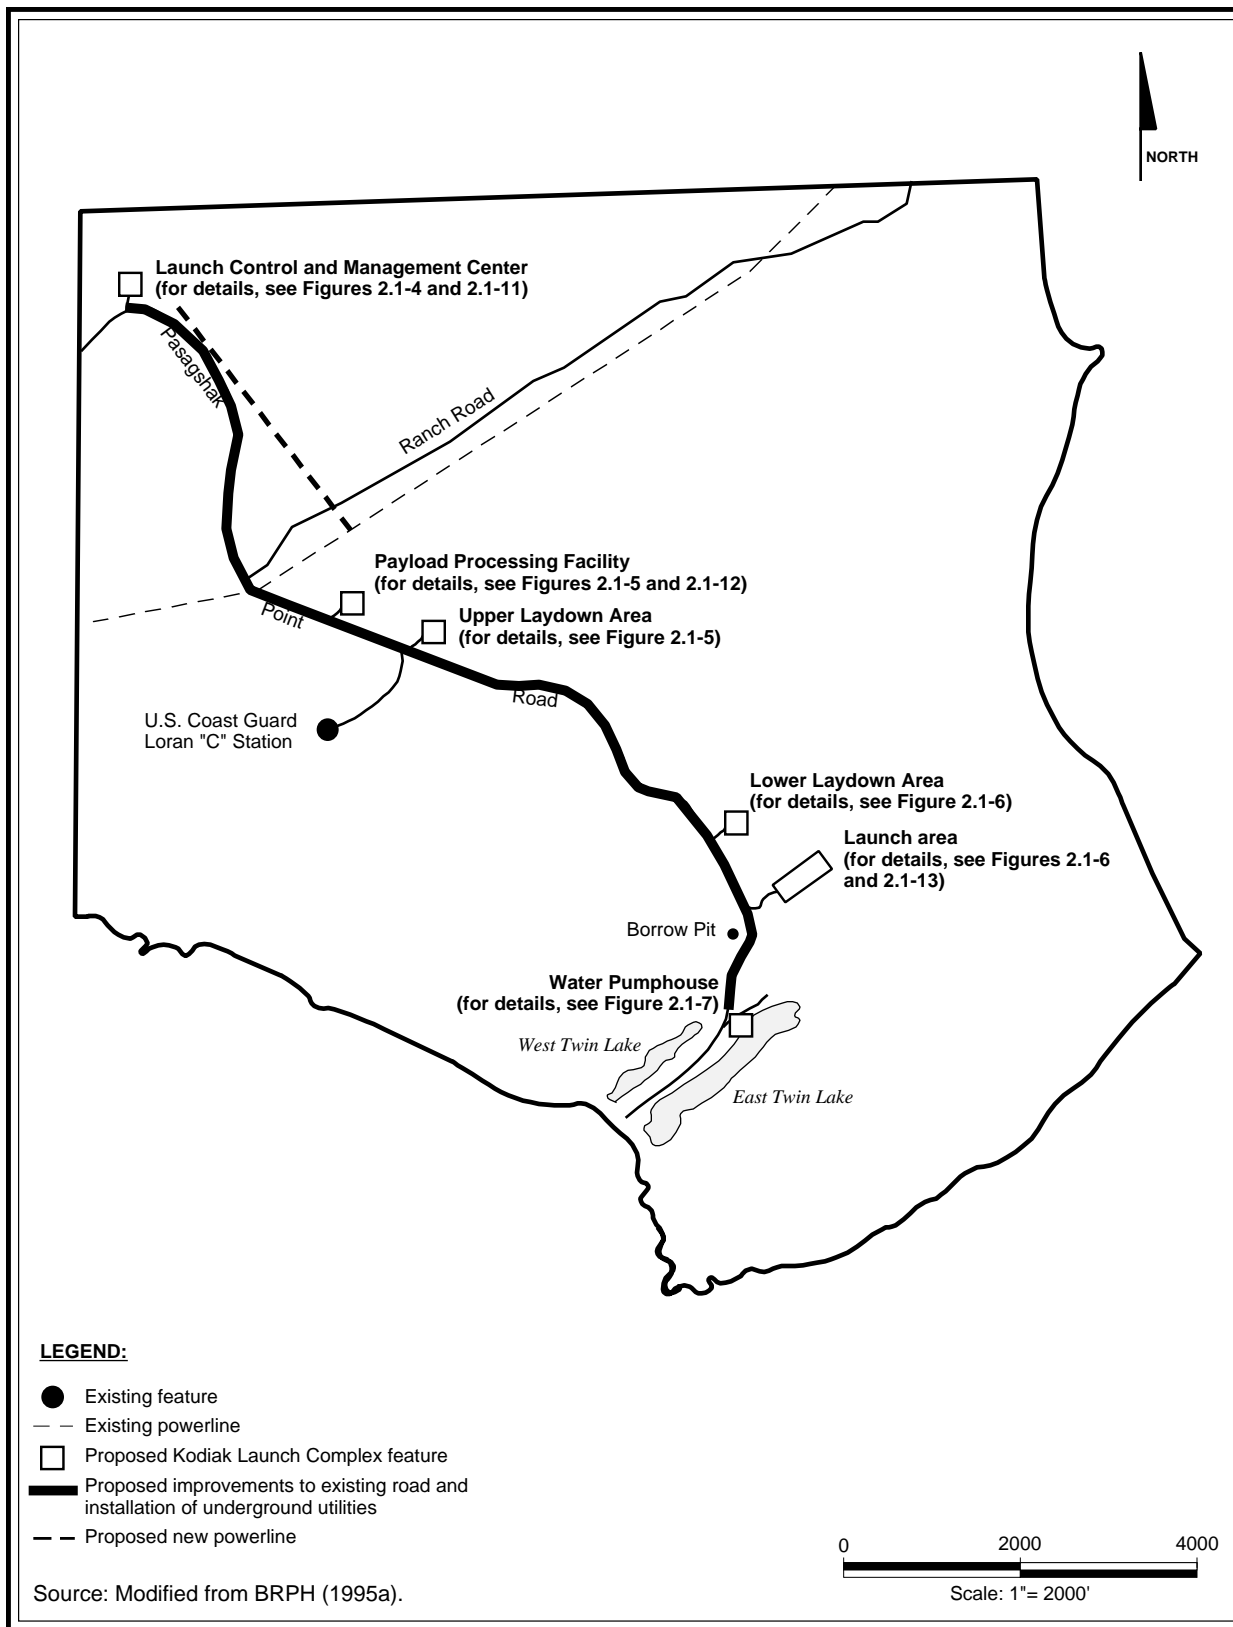 NORTH
Launch Control and Management Center
(for details, see Figures 2.1-4 and 2.1-11)
Pasagshak
Ranch Road
Payload Processing Facility
(for details, see Figures 2.1-5 and 2.1-12)
Point
Upper Laydown Area
(for details, see Figure 2.1-5)
Road
U.S. Coast Guard
Loran "C" Station
Lower Laydown Area
(for details, see Figure 2.1-6)
Launch area
(for details, see Figures 2.1-6
and 2.1-13)
Borrow Pit
Water Pumphouse
(for details, see Figure 2.1-7)
West Twin Lake
East Twin Lake
LEGEND:
Existing feature
Existing powerline
Proposed Kodiak Launch Complex feature
Proposed improvements to existing road and
installation of underground utilities
Proposed new powerline
0 2000 4000
Scale: 1"= 2000'
Source: Modified from BRPH (1995a).